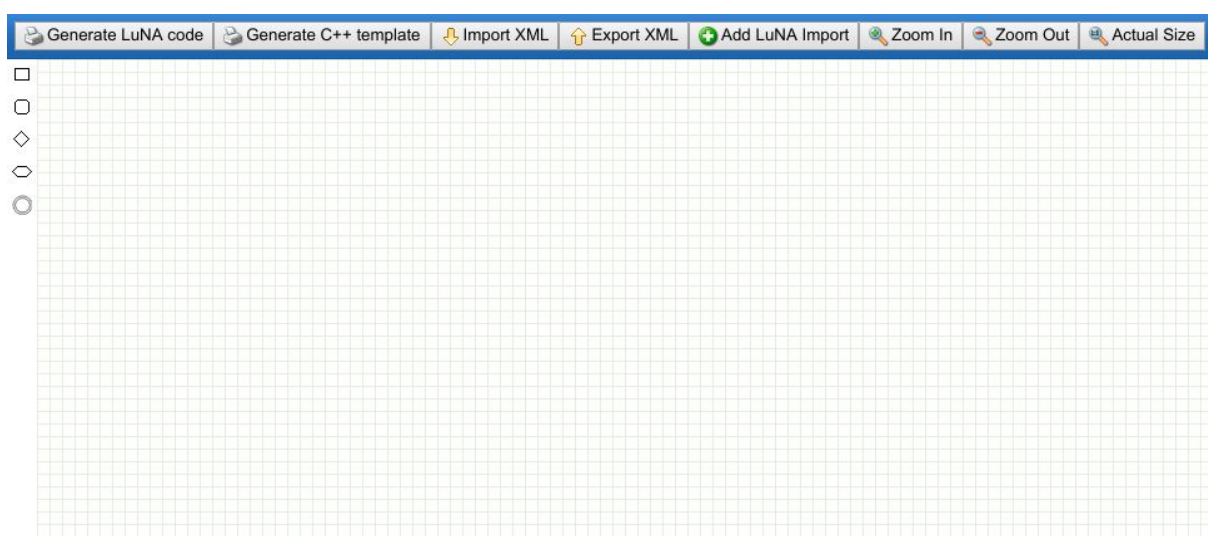 Generate LuNA code Generate C++ template Import XML Export XML Add LuNA Import Zoom In Zoom Out Actual Size